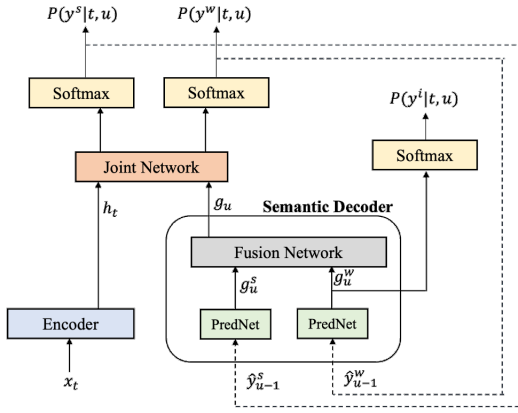 P(y^s|t, u) P(y^w|t, u)
Softmax Softmax
P(y^i|t, u)
Softmax
Joint Network
h_t g_u
Semantic Decoder
Fusion Network
g_u^s g_u^w
Encoder PredNet PredNet
x_t ŷ_{u-1}^s ŷ_{u-1}^w